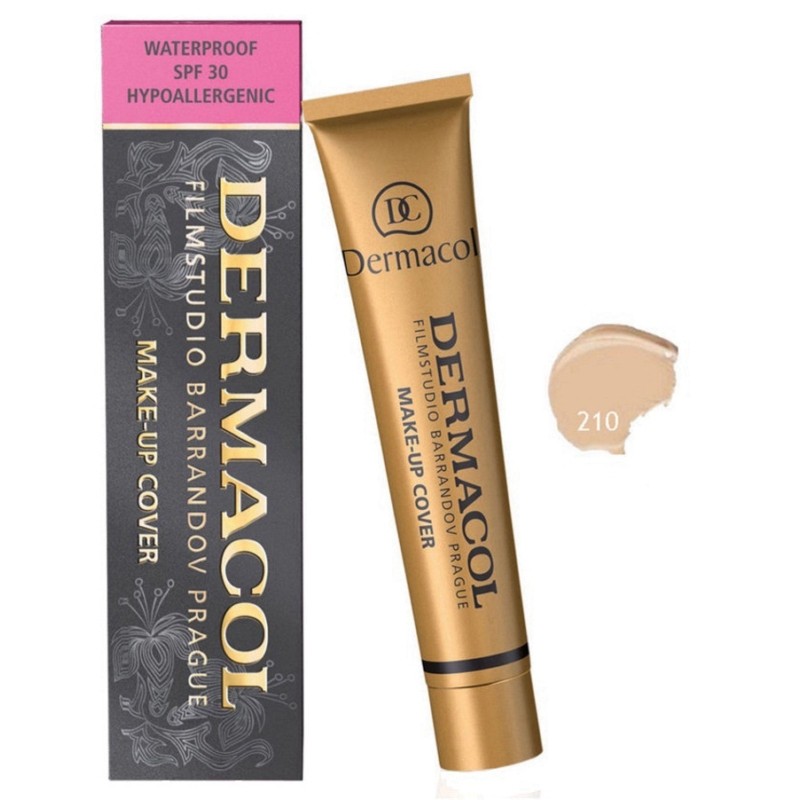 WATERPROOF
SPF 30
HYPOALLERGENIC
DERMACOL
FILMSTUDIO BARRANDOV PRAGUE
MAKE-UP COVER
DC
Dermacol
DERMACOL
FILMSTUDIO BARRANDOV PRAGUE
MAKE-UP COVER
210